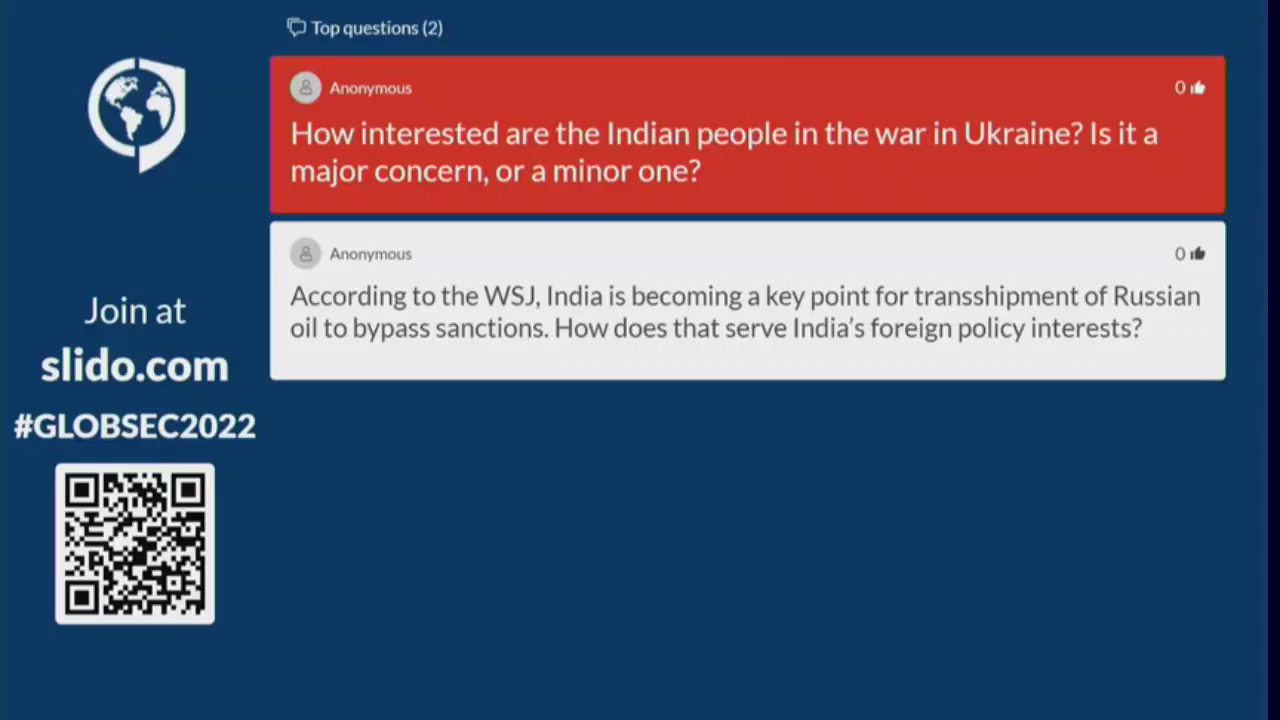 Top questions (2)
Anonymous
0
How interested are the Indian people in the war in Ukraine? Is it a
major concern, or a minor one?
Anonymous
0
According to the WSJ, India is becoming a key point for transshipment of Russian
oil to bypass sanctions. How does that serve India's foreign policy interests?
Join at
slido.com
#GLOBSEC2022